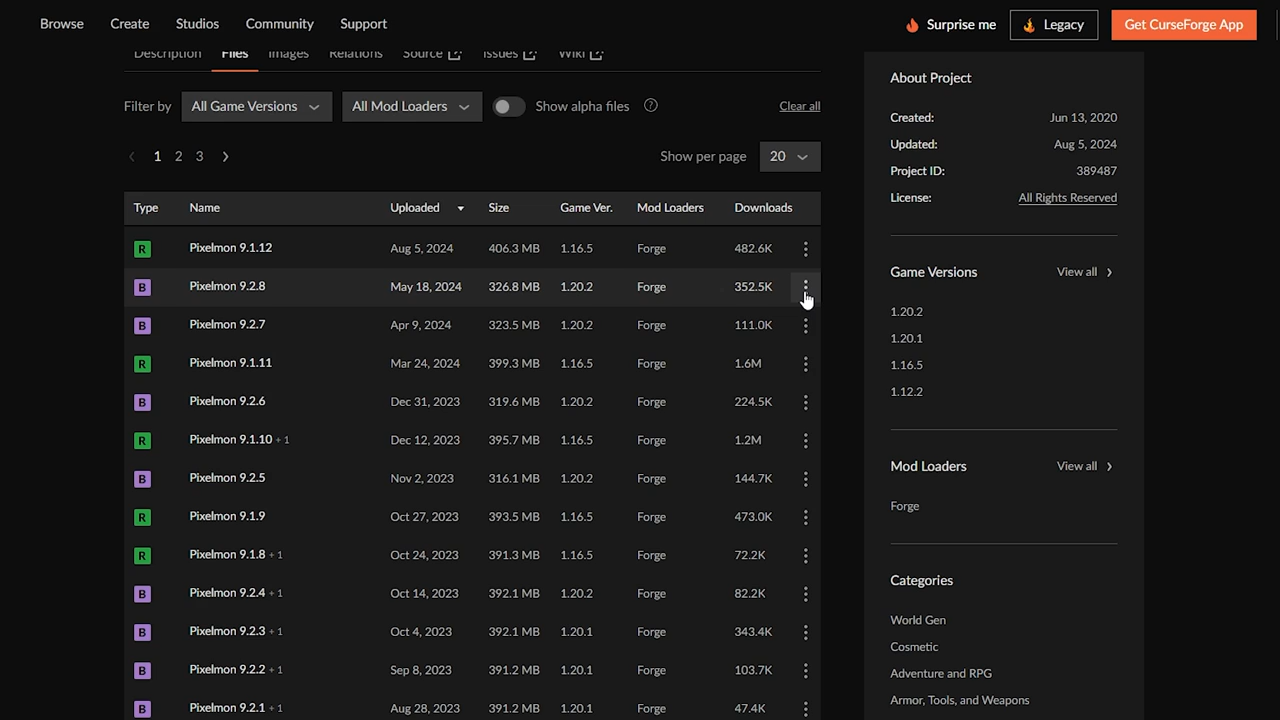 Browse Create Studios Community Support Surprise me Legacy Get CurseForge App
Description Files Images Relations Source Issues Wiki
Filter by All Game Versions All Mod Loaders Show alpha files ? Clear all
1 2 3 Show per page 20
Type Name Uploaded Size Game Ver. Mod Loaders Downloads
R Pixelmon 9.1.12 Aug 5, 2024 406.3 MB 1.16.5 Forge 482.6K
B Pixelmon 9.2.8 May 18, 2024 326.8 MB 1.20.2 Forge 352.5K
B Pixelmon 9.2.7 Apr 9, 2024 323.5 MB 1.20.2 Forge 111.0K
R Pixelmon 9.1.11 Mar 24, 2024 399.3 MB 1.16.5 Forge 1.6M
B Pixelmon 9.2.6 Dec 31, 2023 319.6 MB 1.20.2 Forge 224.5K
R Pixelmon 9.1.10 + 1 Dec 12, 2023 395.7 MB 1.16.5 Forge 1.2M
B Pixelmon 9.2.5 Nov 2, 2023 316.1 MB 1.20.2 Forge 144.7K
R Pixelmon 9.1.9 Oct 27, 2023 393.5 MB 1.16.5 Forge 473.0K
R Pixelmon 9.1.8 + 1 Oct 24, 2023 391.3 MB 1.16.5 Forge 72.2K
B Pixelmon 9.2.4 + 1 Oct 14, 2023 392.1 MB 1.20.2 Forge 82.2K
B Pixelmon 9.2.3 + 1 Oct 4, 2023 392.1 MB 1.20.1 Forge 343.4K
B Pixelmon 9.2.2 + 1 Sep 8, 2023 391.2 MB 1.20.1 Forge 103.7K
B Pixelmon 9.2.1 + 1 Aug 28, 2023 391.2 MB 1.20.1 Forge 47.4K
About Project
Created: Jun 13, 2020
Updated: Aug 5, 2024
Project ID: 389487
License: All Rights Reserved
Game Versions View all
1.20.2
1.20.1
1.16.5
1.12.2
Mod Loaders View all
Forge
Categories
World Gen
Cosmetic
Adventure and RPG
Armor, Tools, and Weapons